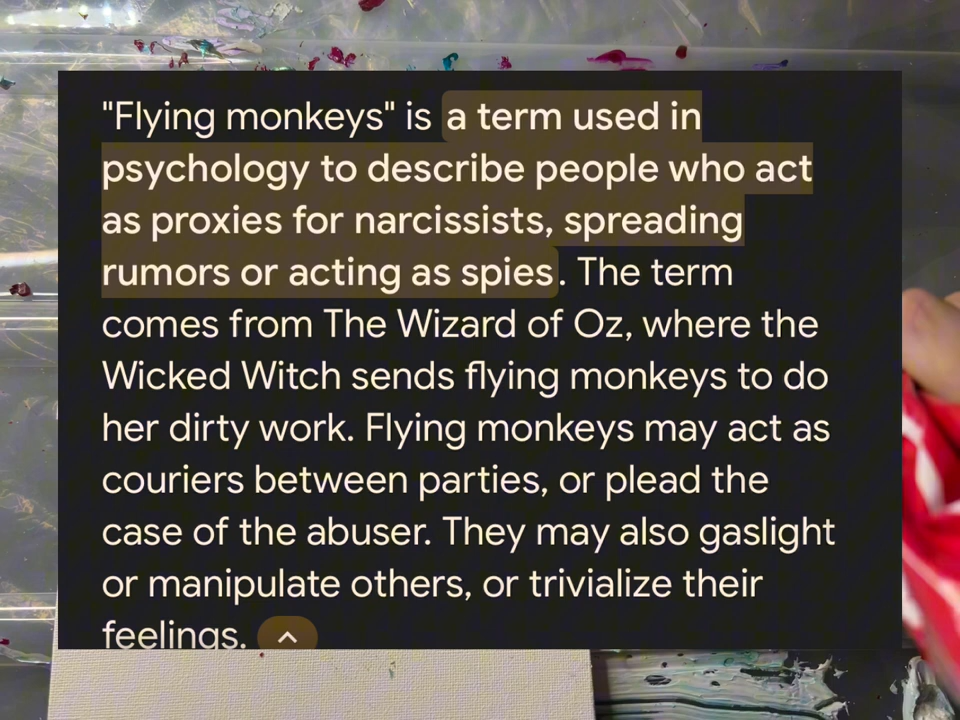 "Flying monkeys" is a term used in
psychology to describe people who act
as proxies for narcissists, spreading
rumors or acting as spies. The term
comes from The Wizard of Oz, where the
Wicked Witch sends flying monkeys to do
her dirty work. Flying monkeys may act as
couriers between parties, or plead the
case of the abuser. They may also gaslight
or manipulate others, or trivialize their
feelings.